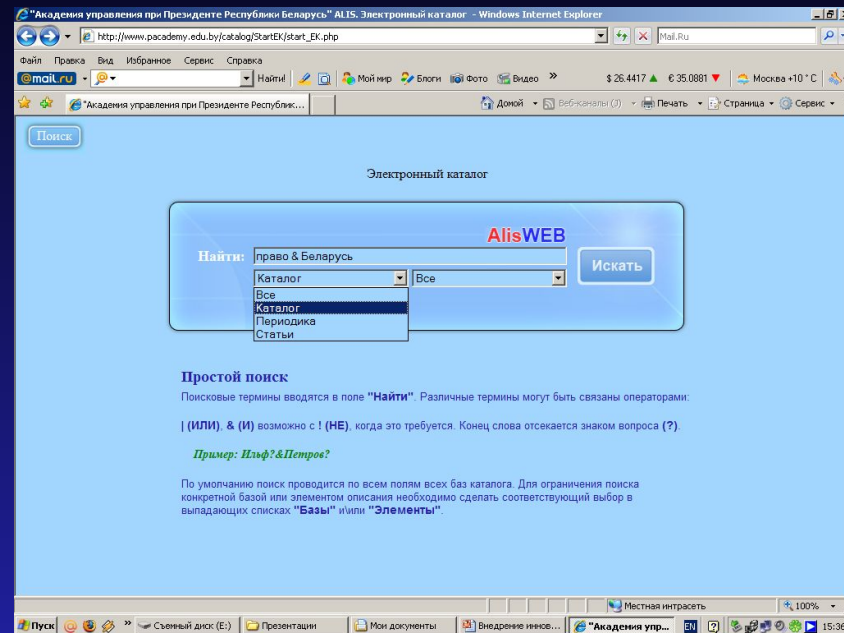 "Академия управления при Президенте Республики Беларусь" ALIS. Электронный каталог - Windows Internet Explorer
http://www.pacademy.edu.by/catalog/StartEK/start_EK.php
Mail.Ru
Файл Правка Вид Избранное Сервис Справка
@mail.ru Найти! Мой мир Блоги Фото Видео » $ 26.4417 ▲ € 35.0881 ▼ Москва +10 °C
"Академия управления при Президенте Республик... Домой Веб-каналы (J) Печать Страница Сервис
Поиск
Электронный каталог
AlisWEB
Найти: право & Беларусь
Искать
Каталог Все
Все
Каталог
Периодика
Статьи
Простой поиск
Поисковые термины вводятся в поле "Найти". Различные термины могут быть связаны операторами:
| (ИЛИ), & (И) возможно с ! (НЕ), когда это требуется. Конец слова отсекается знаком вопроса (?).
Пример: Ильф?&Петров?
По умолчанию поиск проводится по всем полям всех баз каталога. Для ограничения поиска
конкретной базой или элементом описания необходимо сделать соответствующий выбор в
выпадающих списках "Базы" и\или "Элементы".
Местная интрасеть 100%
Пуск » Съемный диск (E:) Презентации Мои документы Внедрение иннов... "Академия упр... EN 15:36